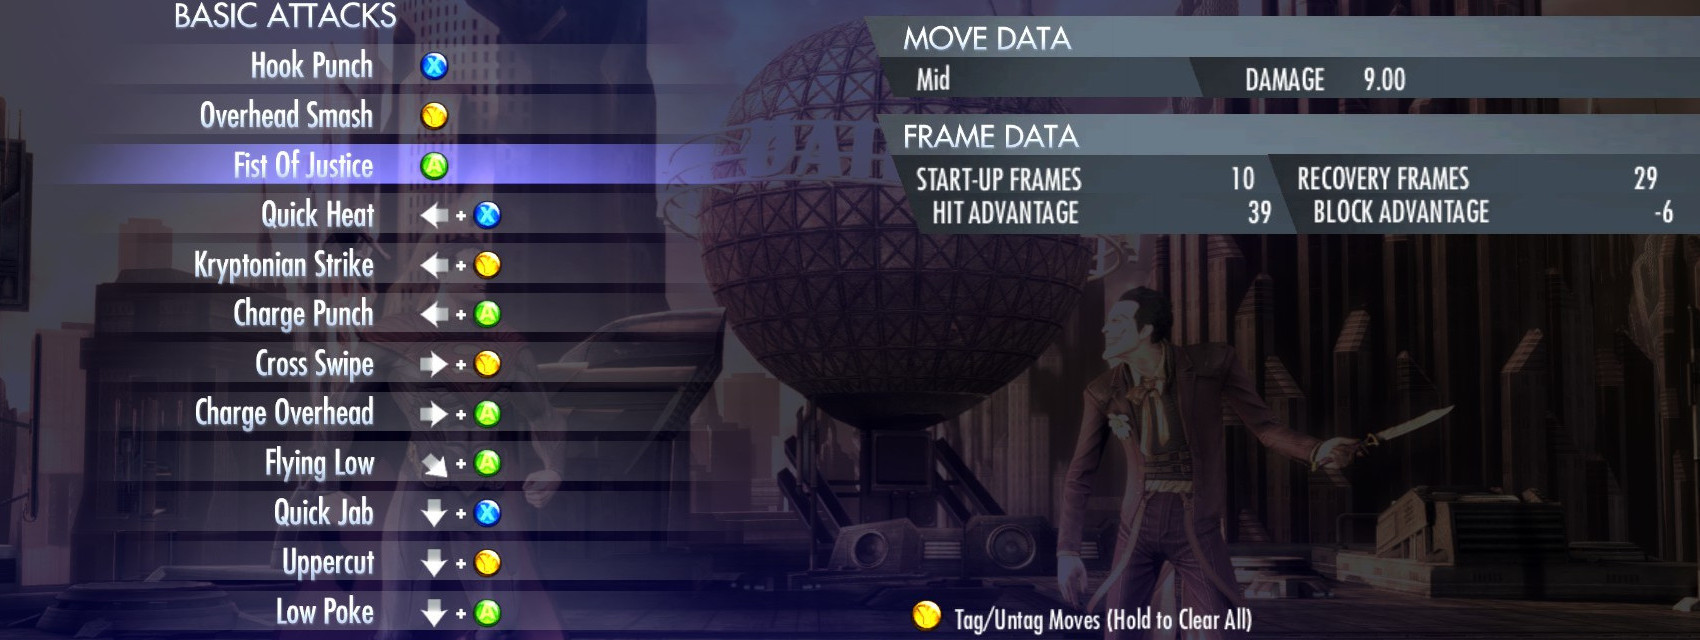 BASIC ATTACKS
Hook Punch X
Overhead Smash Y
Fist Of Justice A
Quick Heat + X
Kryptonian Strike + Y
Charge Punch + A
Cross Swipe + Y
Charge Overhead + A
Flying Low + A
Quick Jab + X
Uppercut + Y
Low Poke + A
MOVE DATA
Mid DAMAGE 9.00
FRAME DATA
START-UP FRAMES 10 RECOVERY FRAMES 29
HIT ADVANTAGE 39 BLOCK ADVANTAGE -6
Y Tag/Untag Moves (Hold to Clear All)